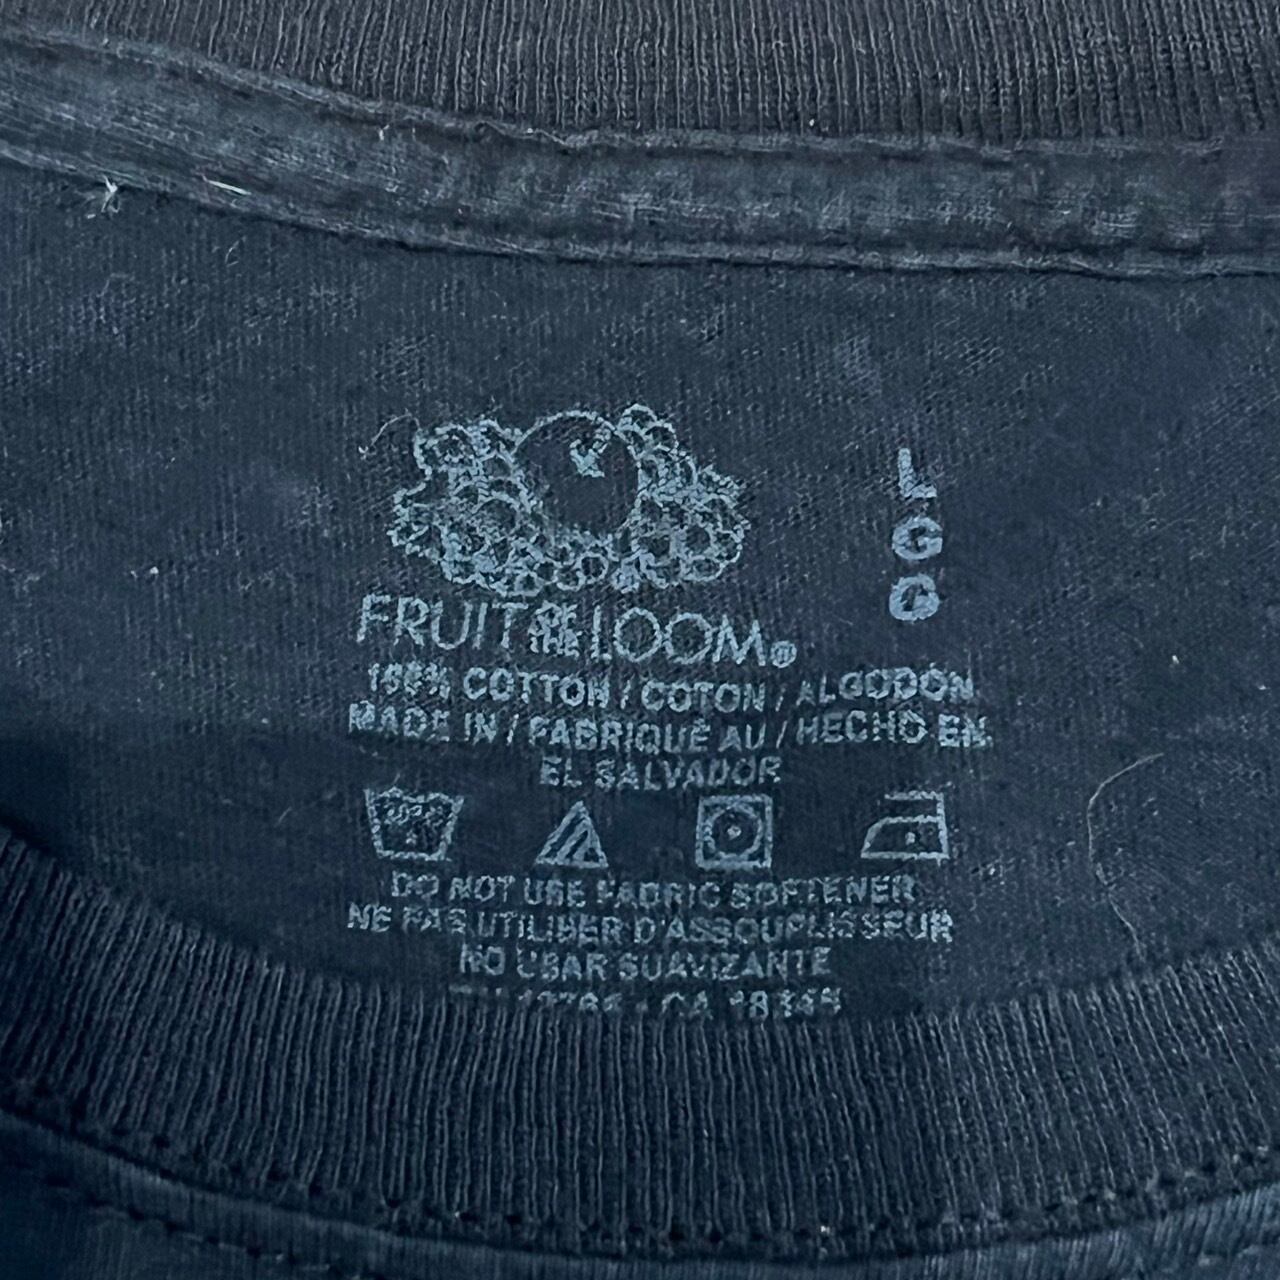 L
G
G
FRUIT OF THE LOOM®
100% COTTON / COTON / ALGODÓN
MADE IN / FABRIQUÉ AU / HECHO EN
EL SALVADOR
DO NOT USE FABRIC SOFTENER
NE PAS UTILISER D'ASSOUPLISSEUR
NO USAR SUAVIZANTE
CA